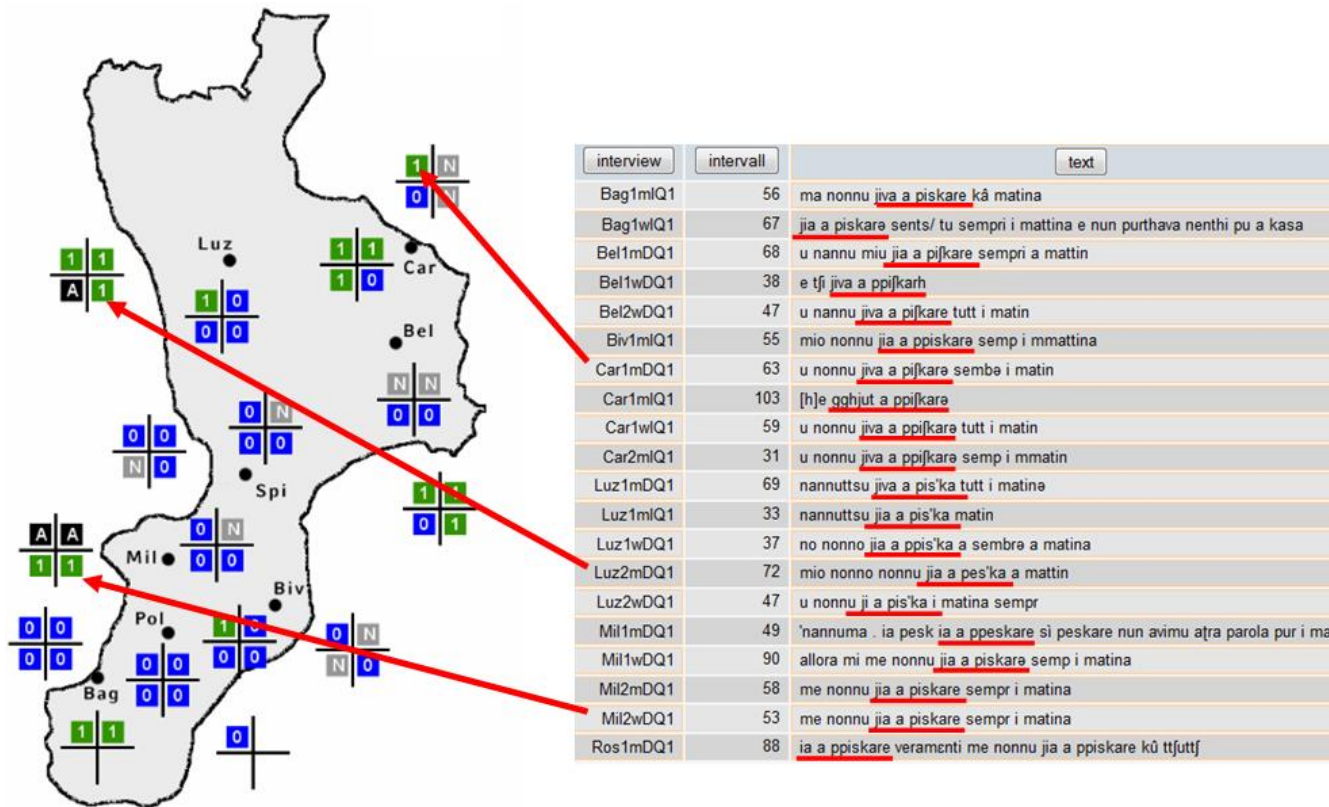 1 N
0 N
Luz
1 1
A 1
1 1
1 0
Car
1 0
0 0
Bel
N N
0 0
0 N
0 0
0 0
N 0
Spi
1 1
0 1
A A
1 1
0 N
0 0
Mil
Biv
0 0
0 0
Pol
1 0
0 0
0 N
N 0
0 0
0 0
Bag
1 1
0
interview intervall text
Bag1mIQ1 56 ma nonnu jiva a piskare kâ matina
Bag1wIQ1 67 jia a piskarə sents/ tu sempri i mattina e nun purthava nenthi pu a kasa
Bel1mDQ1 68 u nannu miu jia a piʃkare sempri a mattin
Bel1wDQ1 38 e tʃi jiva a ppiʃkarh
Bel2wDQ1 47 u nannu jiva a piʃkare tutt i matin
Biv1mIQ1 55 mio nonnu jia a ppiskarə semp i mmattina
Car1mDQ1 63 u nonnu jiva a piʃkarə sembə i matin
Car1mIQ1 103 [h]e gghjut a ppiʃkarə
Car1wIQ1 59 u nonnu jiva a ppiʃkarə tutt i matin
Car2mIQ1 31 u nonnu jiva a ppiʃkarə semp i mmatin
Luz1mDQ1 69 nannuttsu jiva a pis'ka tutt i matinə
Luz1mIQ1 33 nannuttsu jia a pis'ka matin
Luz1wDQ1 37 no nonno jia a ppis'ka a sembrə a matina
Luz2mDQ1 72 mio nonno nonnu jia a pes'ka a mattin
Luz2wDQ1 47 u nonnu ji a pis'ka i matina sempr
Mil1mDQ1 49 'nannuma . ia pesk ia a ppeskare sì peskare nun avimu aʈra parola pur i ma
Mil1wDQ1 90 allora mi me nonnu jia a piskarə semp i matina
Mil2mDQ1 58 me nonnu jia a piskare sempr i matina
Mil2wDQ1 53 me nonnu jia a piskare sempr i matina
Ros1mDQ1 88 ia a ppiskare veramɛnti me nonnu jia a ppiskare kû ttʃuttʃ